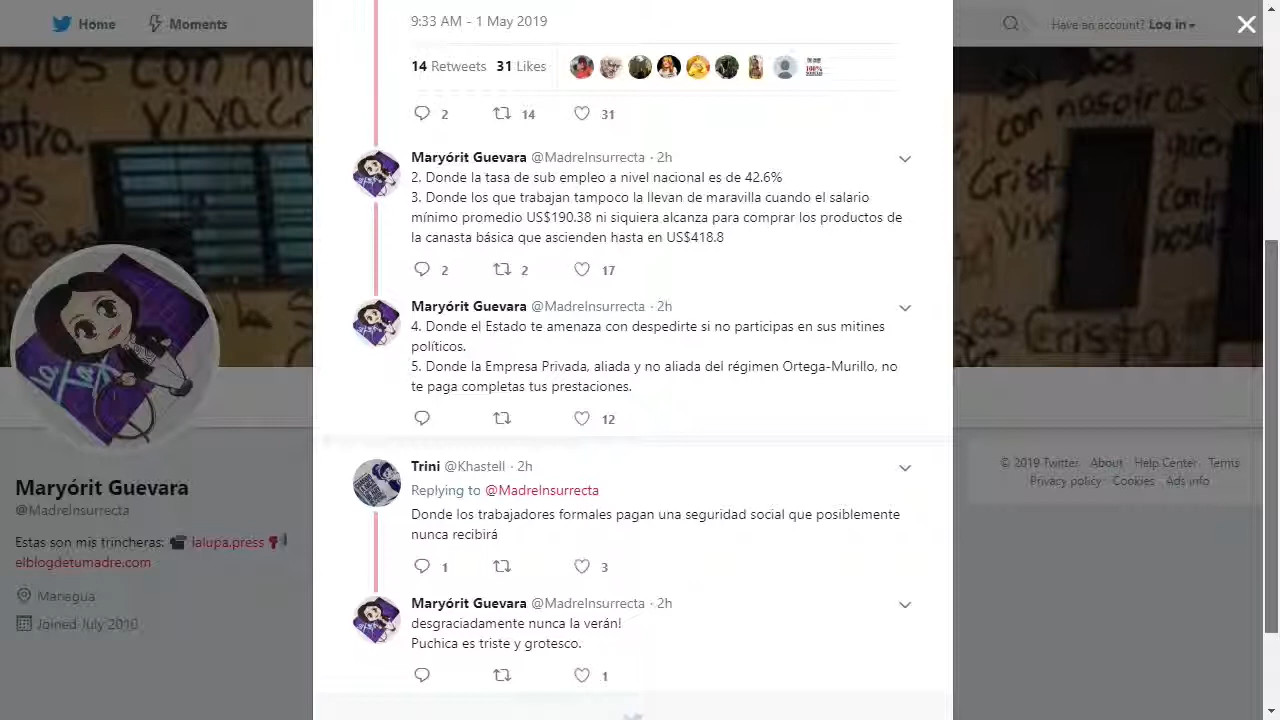 Home
Moments
Have an account? Log in
9:33 AM - 1 May 2019
14 Retweets 31 Likes
2 14 31
Maryórit Guevara @MadreInsurrecta · 2h
2. Donde la tasa de sub empleo a nivel nacional es de 42.6%
3. Donde los que trabajan tampoco la llevan de maravilla cuando el salario
mínimo promedio US$190.38 ni siquiera alcanza para comprar los productos de
la canasta básica que ascienden hasta en US$418.8
2 2 17
Maryórit Guevara @MadreInsurrecta · 2h
4. Donde el Estado te amenaza con despedirte si no participas en sus mitines
políticos.
5. Donde la Empresa Privada, aliada y no aliada del régimen Ortega-Murillo, no
te paga completas tus prestaciones.
12
Trini @Khastell · 2h
Replying to @MadreInsurrecta
Donde los trabajadores formales pagan una seguridad social que posiblemente
nunca recibirá
1 3
Maryórit Guevara @MadreInsurrecta · 2h
desgraciadamente nunca la verán!
Puchica es triste y grotesco.
1
Maryórit Guevara
@MadreInsurrecta
Estas son mis trincheras: lalupa.press
elblogdetumadre.com
Managua
Joined July 2010
© 2019 Twitter About Help Center Terms
Privacy policy Cookies Ads info
con nosotros
Cristo